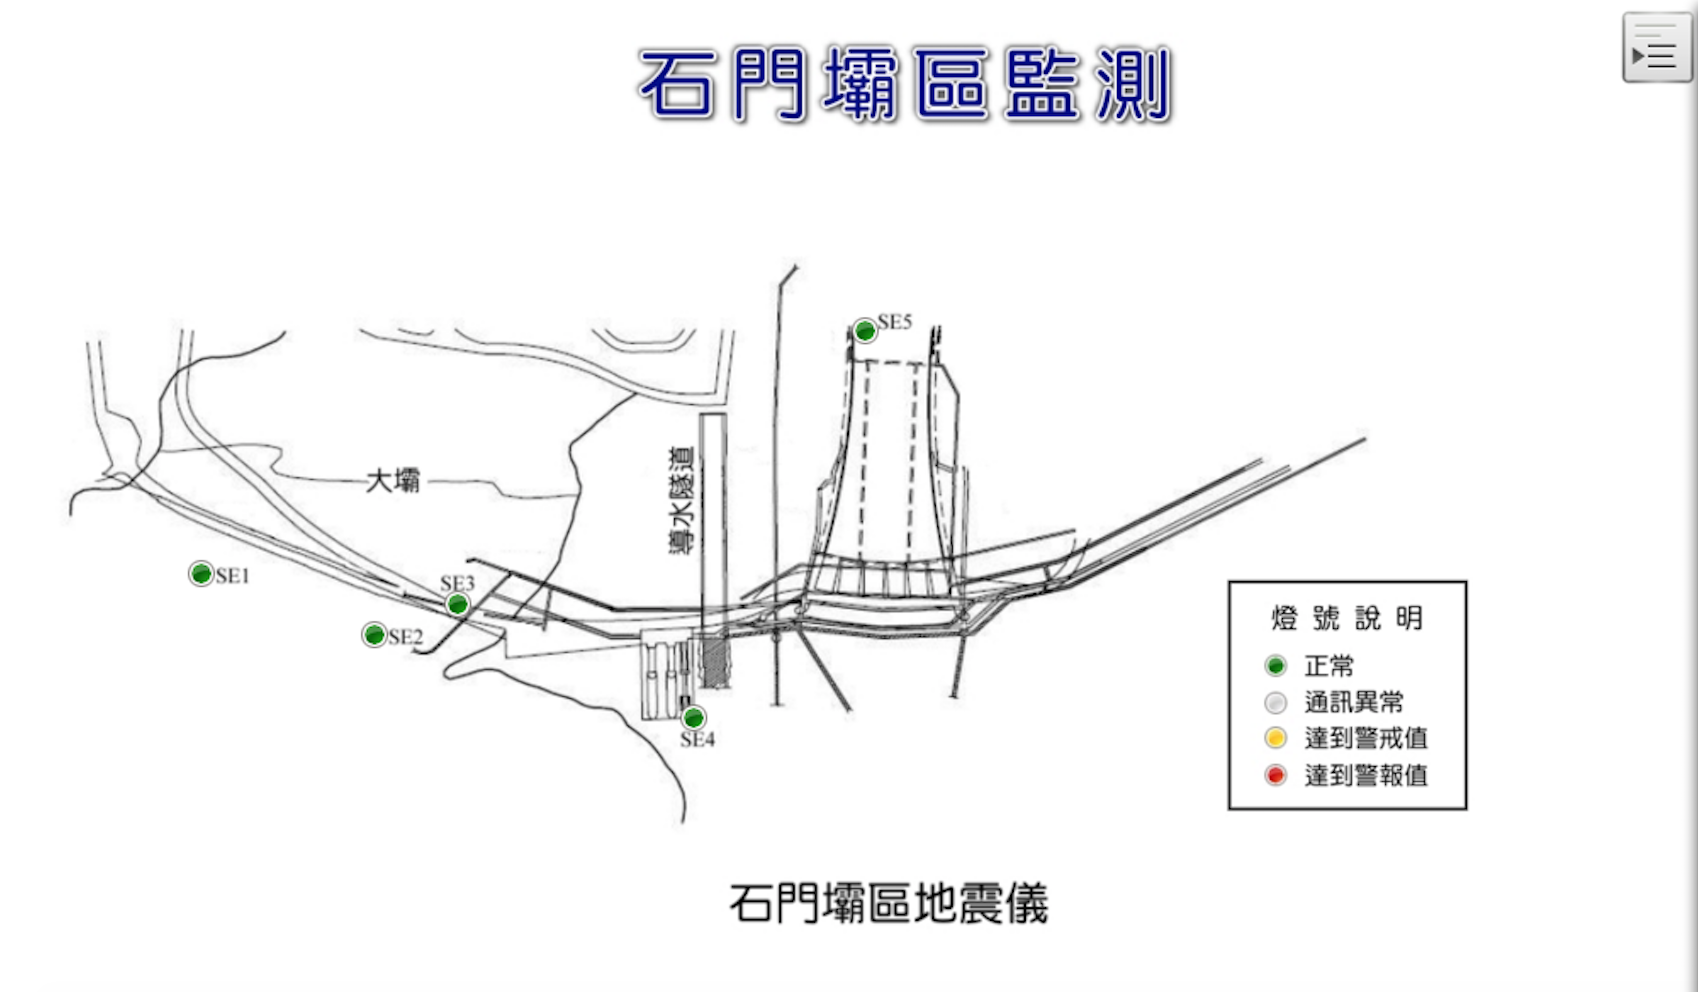 石門壩區監測
SE5
大壩
導水隧道
SE1
SE3
SE2
SE4
燈號說明
正常
通訊異常
達到警戒值
達到警報值
石門壩區地震儀